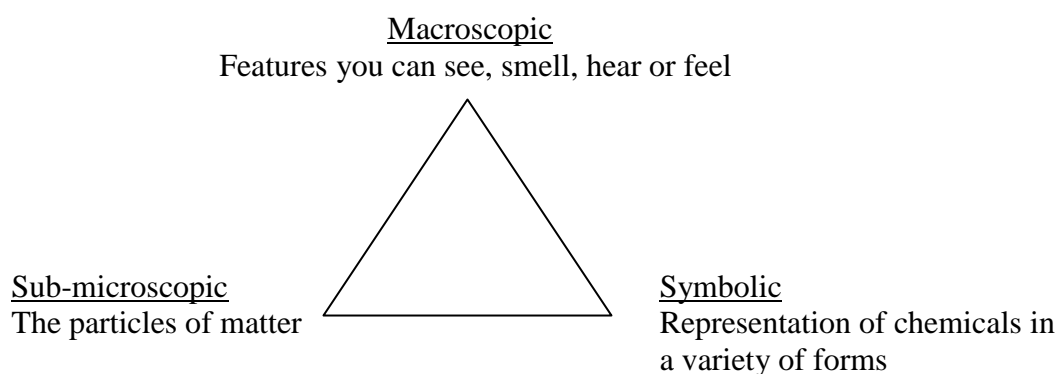 Macroscopic
Features you can see, smell, hear or feel
Sub-microscopic
The particles of matter
Symbolic
Representation of chemicals in
a variety of forms